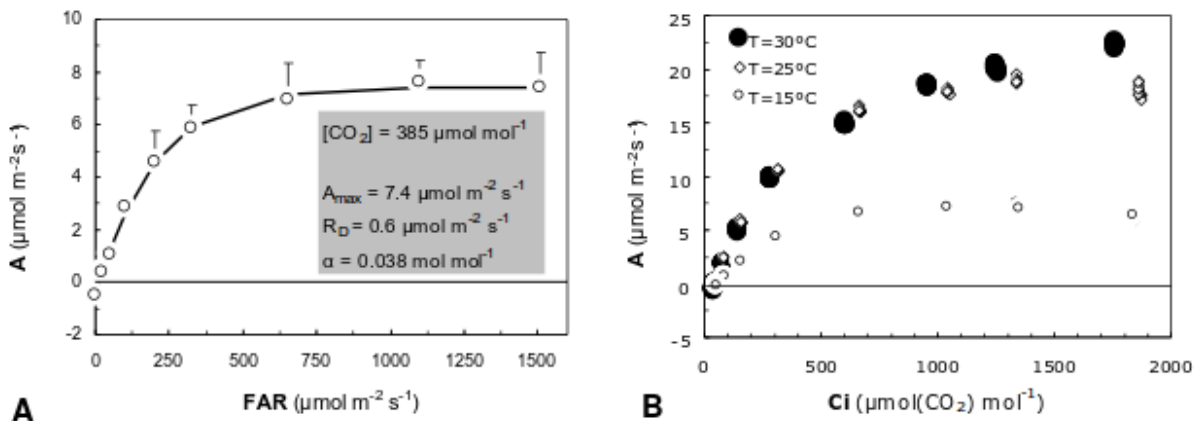 10
8
6
4
2
0
-2
A (µmol m⁻²s⁻¹)
[CO₂] = 385 µmol mol⁻¹
Aₘₐₓ = 7.4 µmol m⁻² s⁻¹
R_D = 0.6 µmol m⁻² s⁻¹
α = 0.038 mol mol⁻¹
0 250 500 750 1000 1250 1500
FAR (µmol m⁻² s⁻¹)
A
25
20
15
10
5
0
-5
A (µmol m⁻²s⁻)
T=30ºC
T=25ºC
T=15ºC
0 500 1000 1500 2000
Ci (µmol(CO₂) mol⁻¹)
B